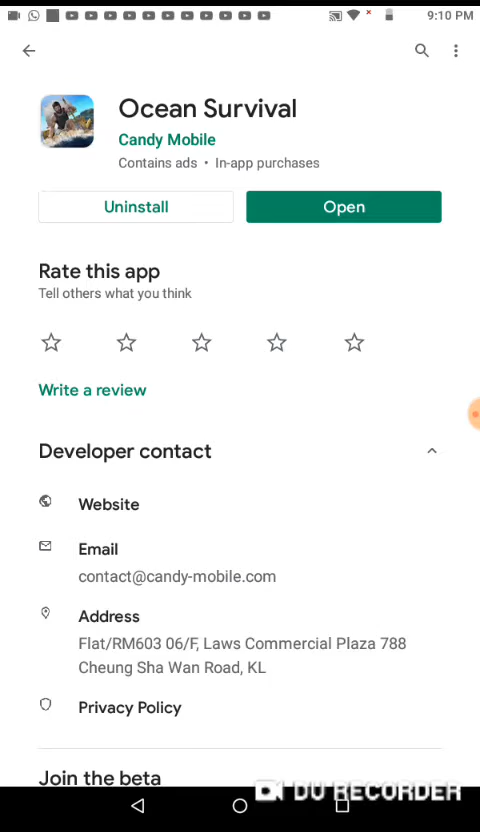 9:10 PM
Ocean Survival
Candy Mobile
Contains ads • In-app purchases
Uninstall
Open
Rate this app
Tell others what you think
Write a review
Developer contact
Website
Email
contact@candy-mobile.com
Address
Flat/RM603 06/F, Laws Commercial Plaza 788
Cheung Sha Wan Road, KL
Privacy Policy
Join the beta
DU RECORDER